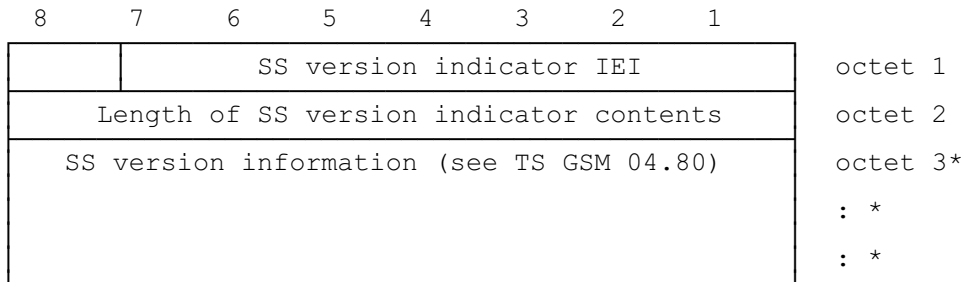 8 7 6 5 4 3 2 1
SS version indicator IEI octet 1
Length of SS version indicator contents octet 2
SS version information (see TS GSM 04.80) octet 3*
: *
: *